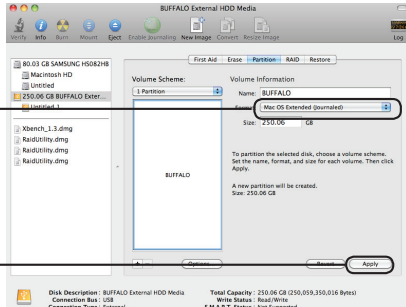 BUFFALO External HDD Media
Verify Info Burn Mount Eject Enable Journaling New Image Convert Resize Image Log
First Aid Erase Partition RAID Restore
80.03 GB SAMSUNG HS082HB
Macintosh HD
Untitled
250.06 GB BUFFALO Exter...
Untitled 1
Xbench_1.3.dmg
RaidUtility.dmg
RaidUtility.dmg
RaidUtility.dmg
Volume Scheme:
1 Partition
BUFFALO
+ -
Options
Volume Information
Name: BUFFALO
Format: Mac OS Extended (Journaled)
Size: 250.06 GB
To partition the selected disk, choose a volume scheme.
Set the name, format, and size for each volume. Then click
Apply.
A new partition will be created.
Size: 250.06 GB
Revert Apply
Disk Description : BUFFALO External HDD Media
Connection Bus : USB
Connection Type : External
Total Capacity : 250.06 GB (250,059,350,016 Bytes)
Write Status : Read/Write
S.M.A.R.T. Status : Not Supported